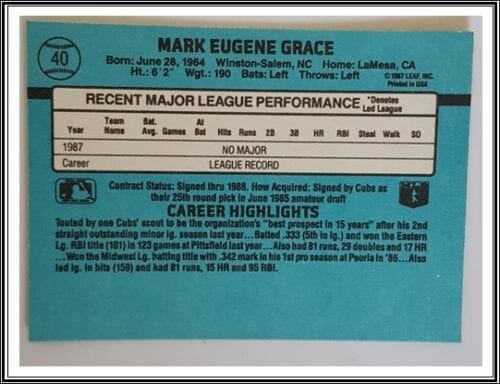 40
MARK EUGENE GRACE
Born: June 28, 1964 Winston-Salem, NC Home: LaMesa, CA
Ht.: 6'2" Wgt.: 190 Bats: Left Throws: Left
© 1987 LEAF, INC.
Printed in USA
RECENT MAJOR LEAGUE PERFORMANCE *Denotes Led League
Year Team Name Bat. Avg. Games At Bat Hits Runs 2B 3B HR RBI Steal Walk SO
1987 NO MAJOR
Career LEAGUE RECORD
Contract Status: Signed thru 1988. How Acquired: Signed by Cubs as
their 25th round pick in June 1985 amateur draft
CAREER HIGHLIGHTS
Touted by one Cubs' scout to be the organization's "best prospect in 15 years" after his 2nd
straight outstanding minor lg. season last year...Batted .333 (5th in lg.) and won the Eastern
Lg. RBI title (101) in 123 games at Pittsfield last year...Also had 81 runs, 29 doubles and 17 HR
...Won the Midwest Lg. batting title with .342 mark in his 1st pro season at Peoria in '86...Also
led lg. in hits (159) and had 81 runs, 15 HR and 95 RBI.